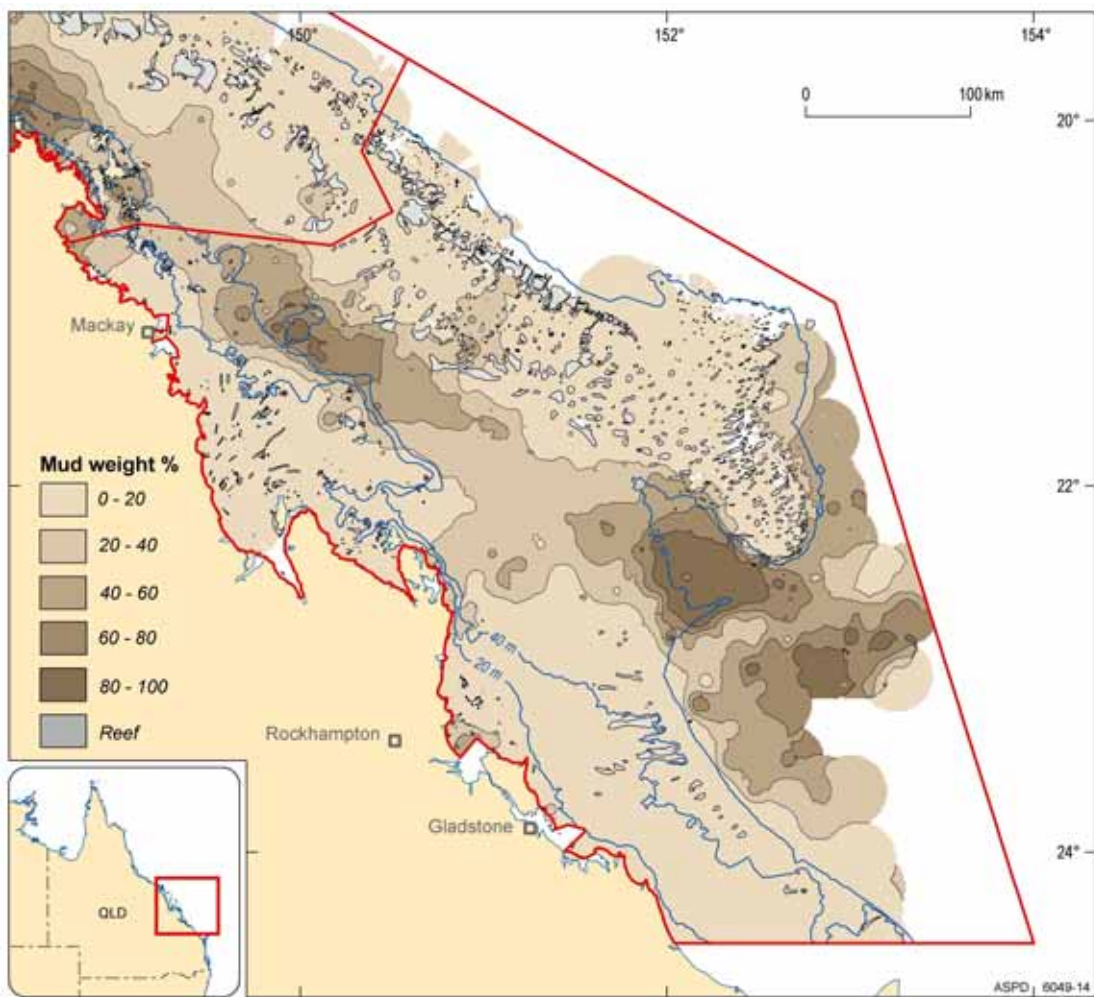 150°
152°
154°
0
100 km
20°
Mackay
Mud weight %
0 - 20
20 - 40
40 - 60
60 - 80
80 - 100
Reef
22°
40 m
20 m
Rockhampton
Gladstone
24°
QLD
ASPD 6049-14